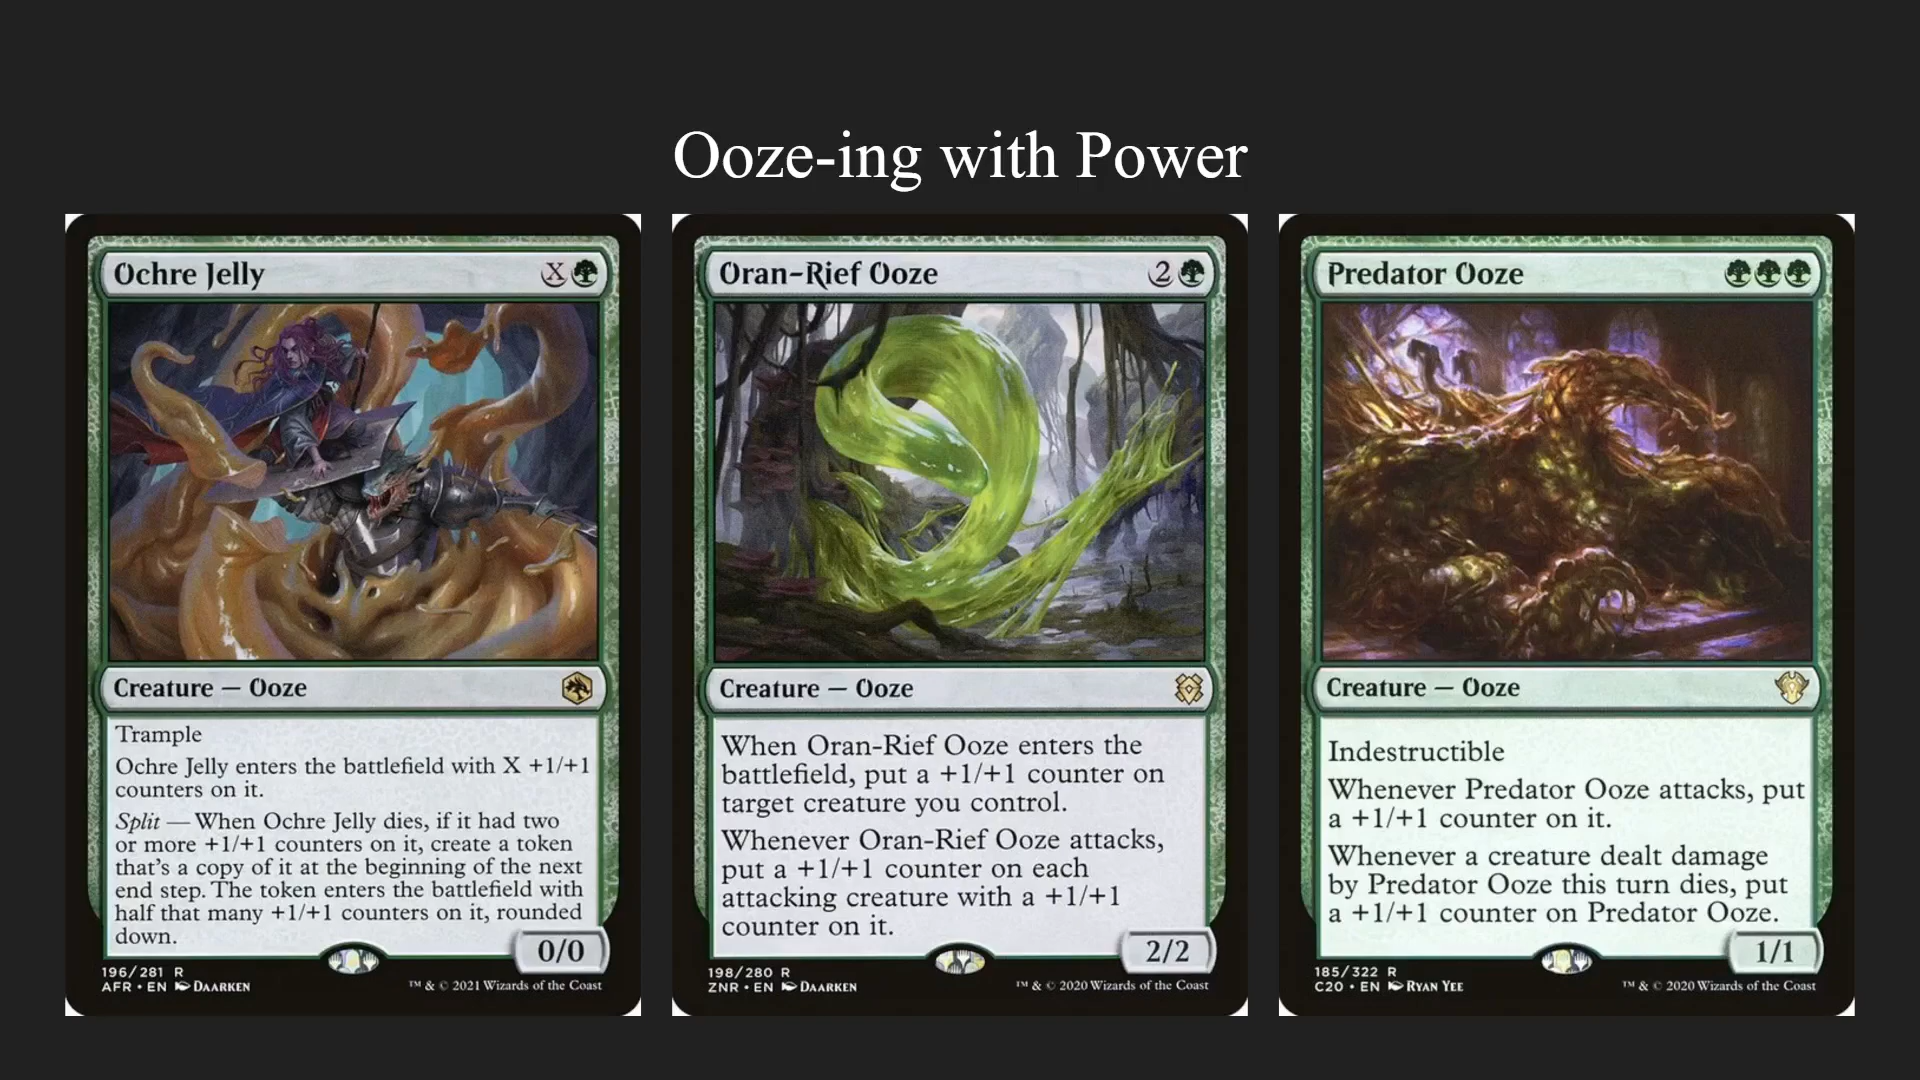 Ooze-ing with Power
Ochre Jelly X
Creature — Ooze
Trample
Ochre Jelly enters the battlefield with X +1/+1
counters on it.
Split — When Ochre Jelly dies, if it had two
or more +1/+1 counters on it, create a token
that's a copy of it at the beginning of the next
end step. The token enters the battlefield with
half that many +1/+1 counters on it, rounded
down.
0/0
196/281 R
AFR • EN DAARKEN
™ & © 2021 Wizards of the Coast
Oran-Rief Ooze 2
Creature — Ooze
When Oran-Rief Ooze enters the
battlefield, put a +1/+1 counter on
target creature you control.
Whenever Oran-Rief Ooze attacks,
put a +1/+1 counter on each
attacking creature with a +1/+1
counter on it.
2/2
198/280 R
ZNR • EN DAARKEN
™ & © 2020 Wizards of the Coast
Predator Ooze
Creature — Ooze
Indestructible
Whenever Predator Ooze attacks, put
a +1/+1 counter on it.
Whenever a creature dealt damage
by Predator Ooze this turn dies, put
a +1/+1 counter on Predator Ooze.
1/1
185/322 R
C20 • EN RYAN YEE
™ & © 2020 Wizards of the Coast